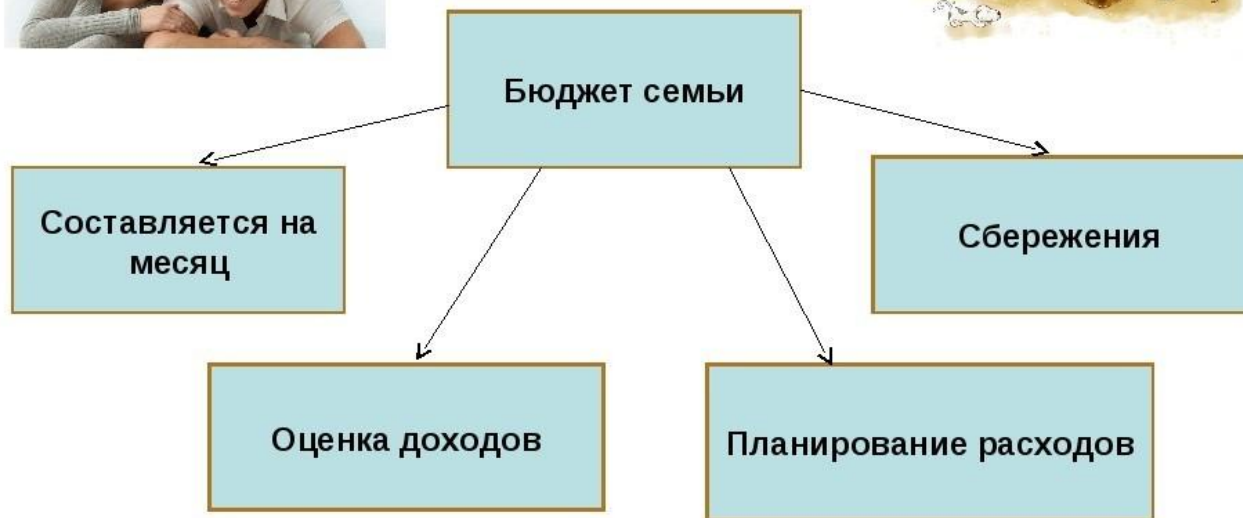 Бюджет семьи
Составляется на
месяц
Сбережения
Оценка доходов
Планирование расходов